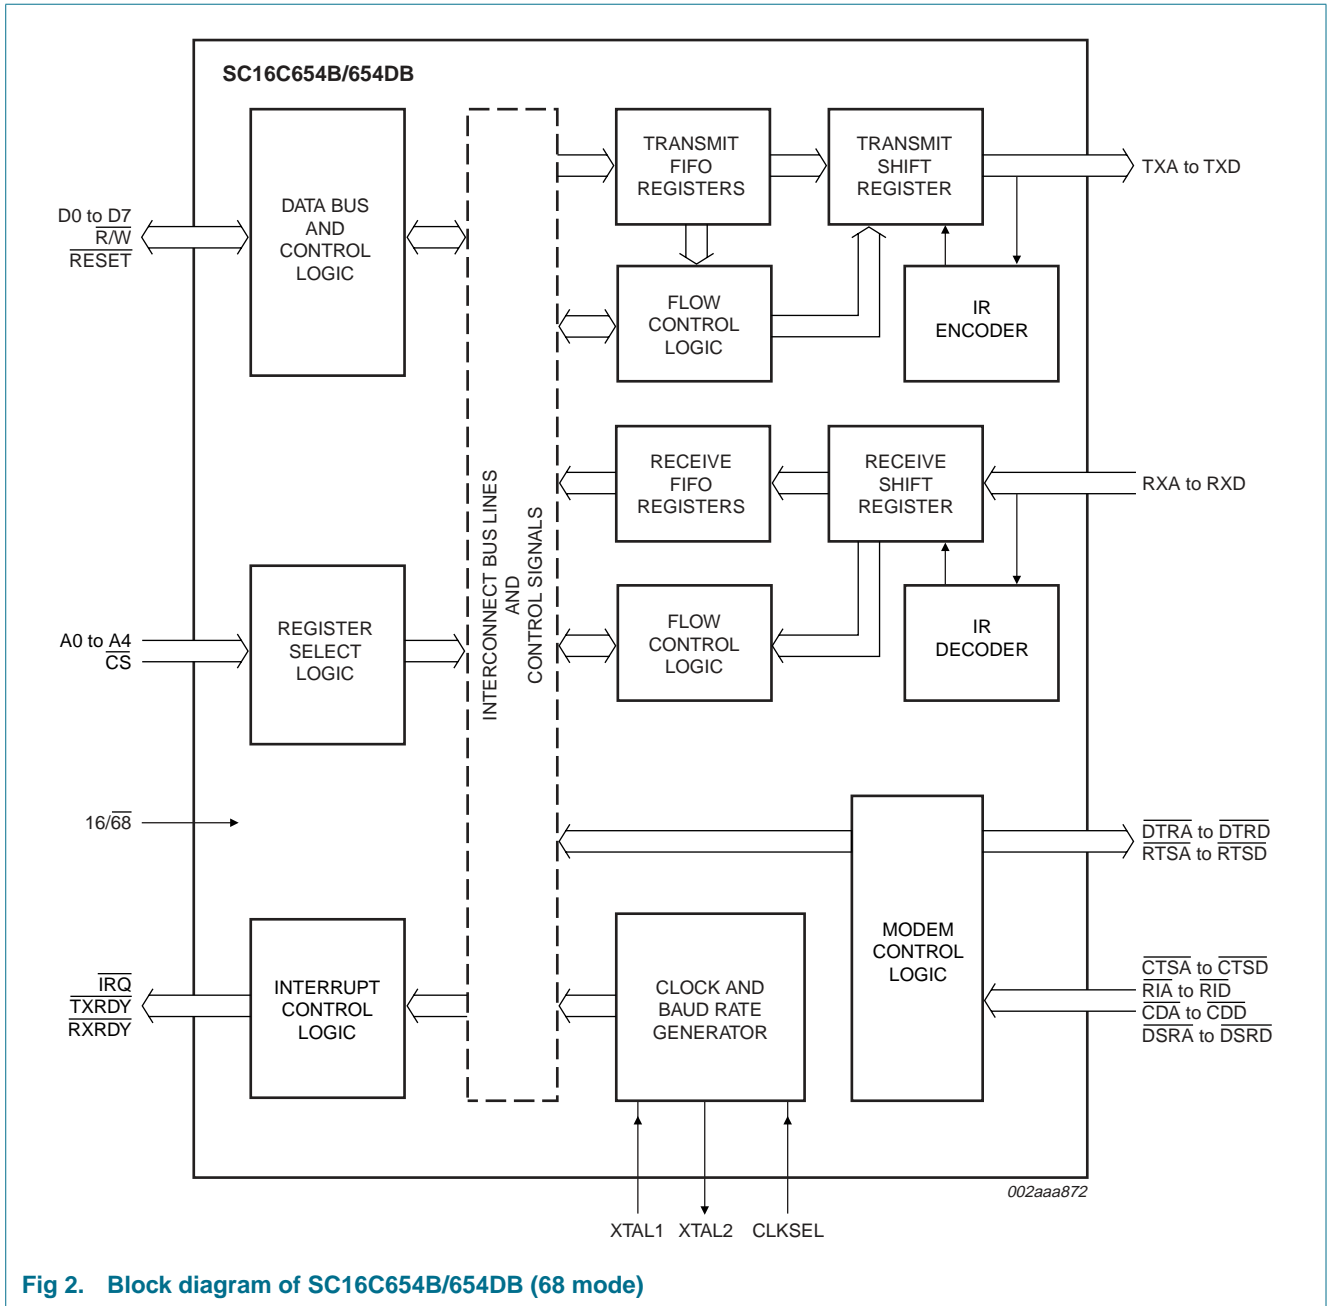 SC16C654B/654DB
DATA BUS
AND
CONTROL
LOGIC
D0 to D7
R/W
RESET
TRANSMIT
FIFO
REGISTERS
TRANSMIT
SHIFT
REGISTER
TXA to TXD
FLOW
CONTROL
LOGIC
IR
ENCODER
RECEIVE
FIFO
REGISTERS
RECEIVE
SHIFT
REGISTER
RXA to RXD
FLOW
CONTROL
LOGIC
IR
DECODER
INTERCONNECT BUS LINES
AND
CONTROL SIGNALS
A0 to A4
CS
REGISTER
SELECT
LOGIC
16/68
DTRA to DTRD
RTSA to RTSD
MODEM
CONTROL
LOGIC
CTSA to CTSD
RIA to RID
CDA to CDD
DSRA to DSRD
IRQ
TXRDY
RXRDY
INTERRUPT
CONTROL
LOGIC
CLOCK AND
BAUD RATE
GENERATOR
XTAL1 XTAL2 CLKSEL
002aaa872
Fig 2. Block diagram of SC16C654B/654DB (68 mode)